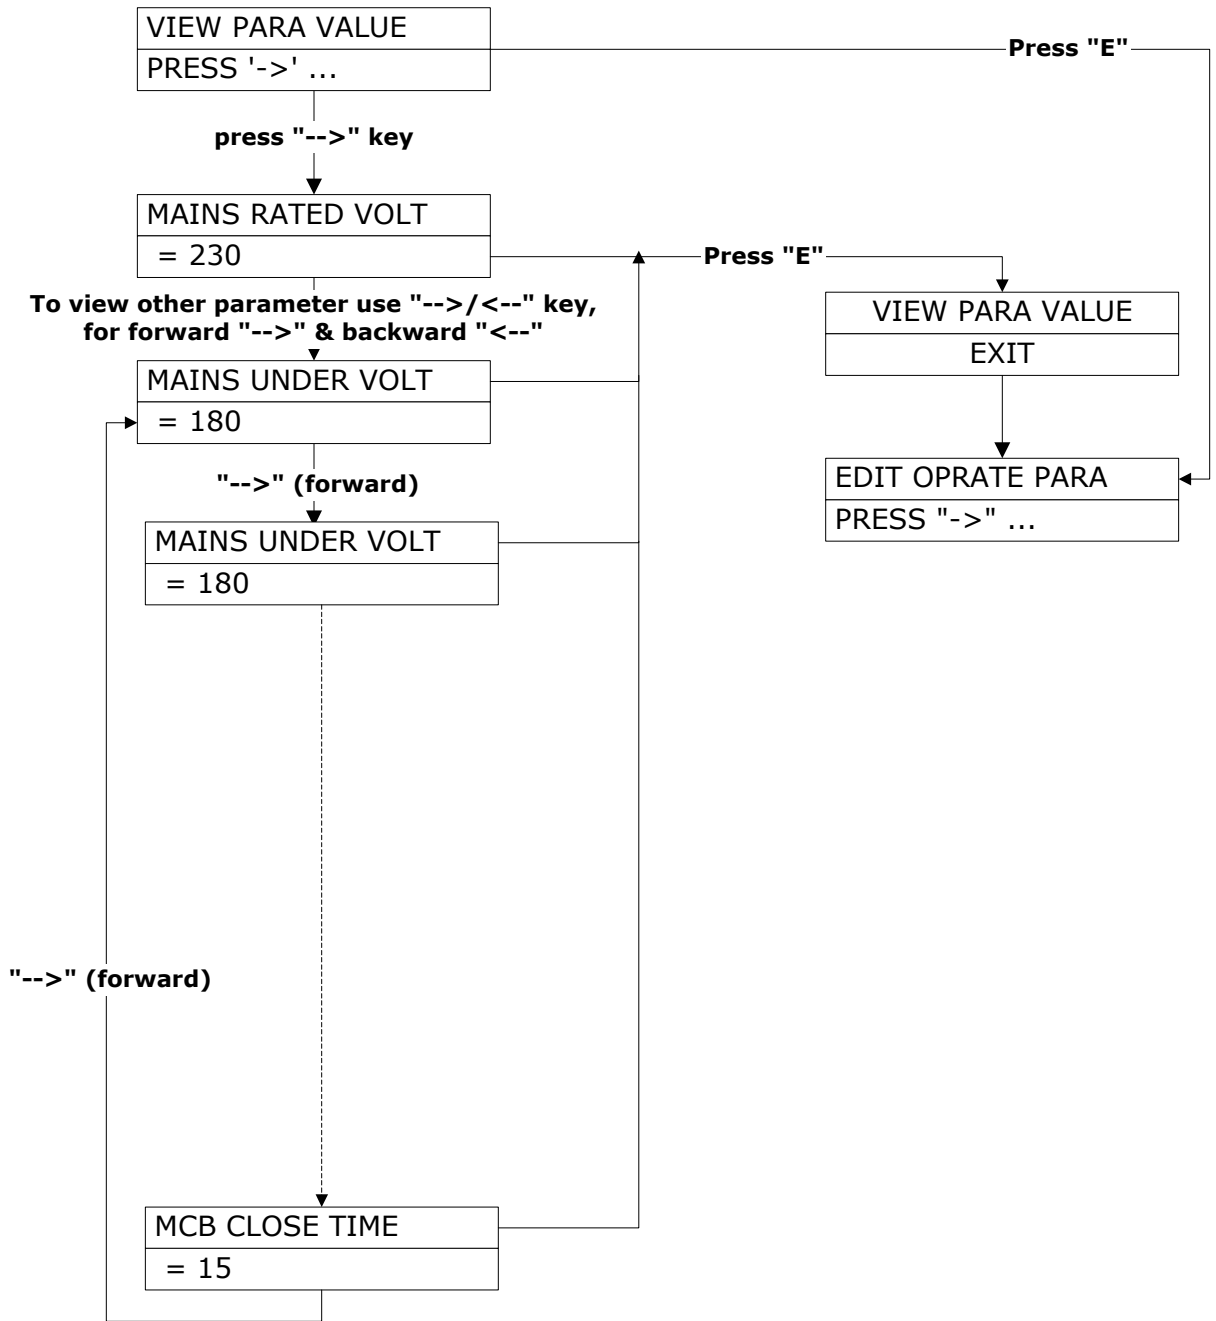 VIEW PARA VALUE
PRESS '->' ...
Press "E"
press "-->" key
MAINS RATED VOLT
= 230
Press "E"
To view other parameter use "-->/<--" key,
for forward "-->" & backward "<--"
VIEW PARA VALUE
EXIT
MAINS UNDER VOLT
= 180
"-->" (forward)
EDIT OPRATE PARA
PRESS "->" ...
MAINS UNDER VOLT
= 180
"-->" (forward)
MCB CLOSE TIME
= 15